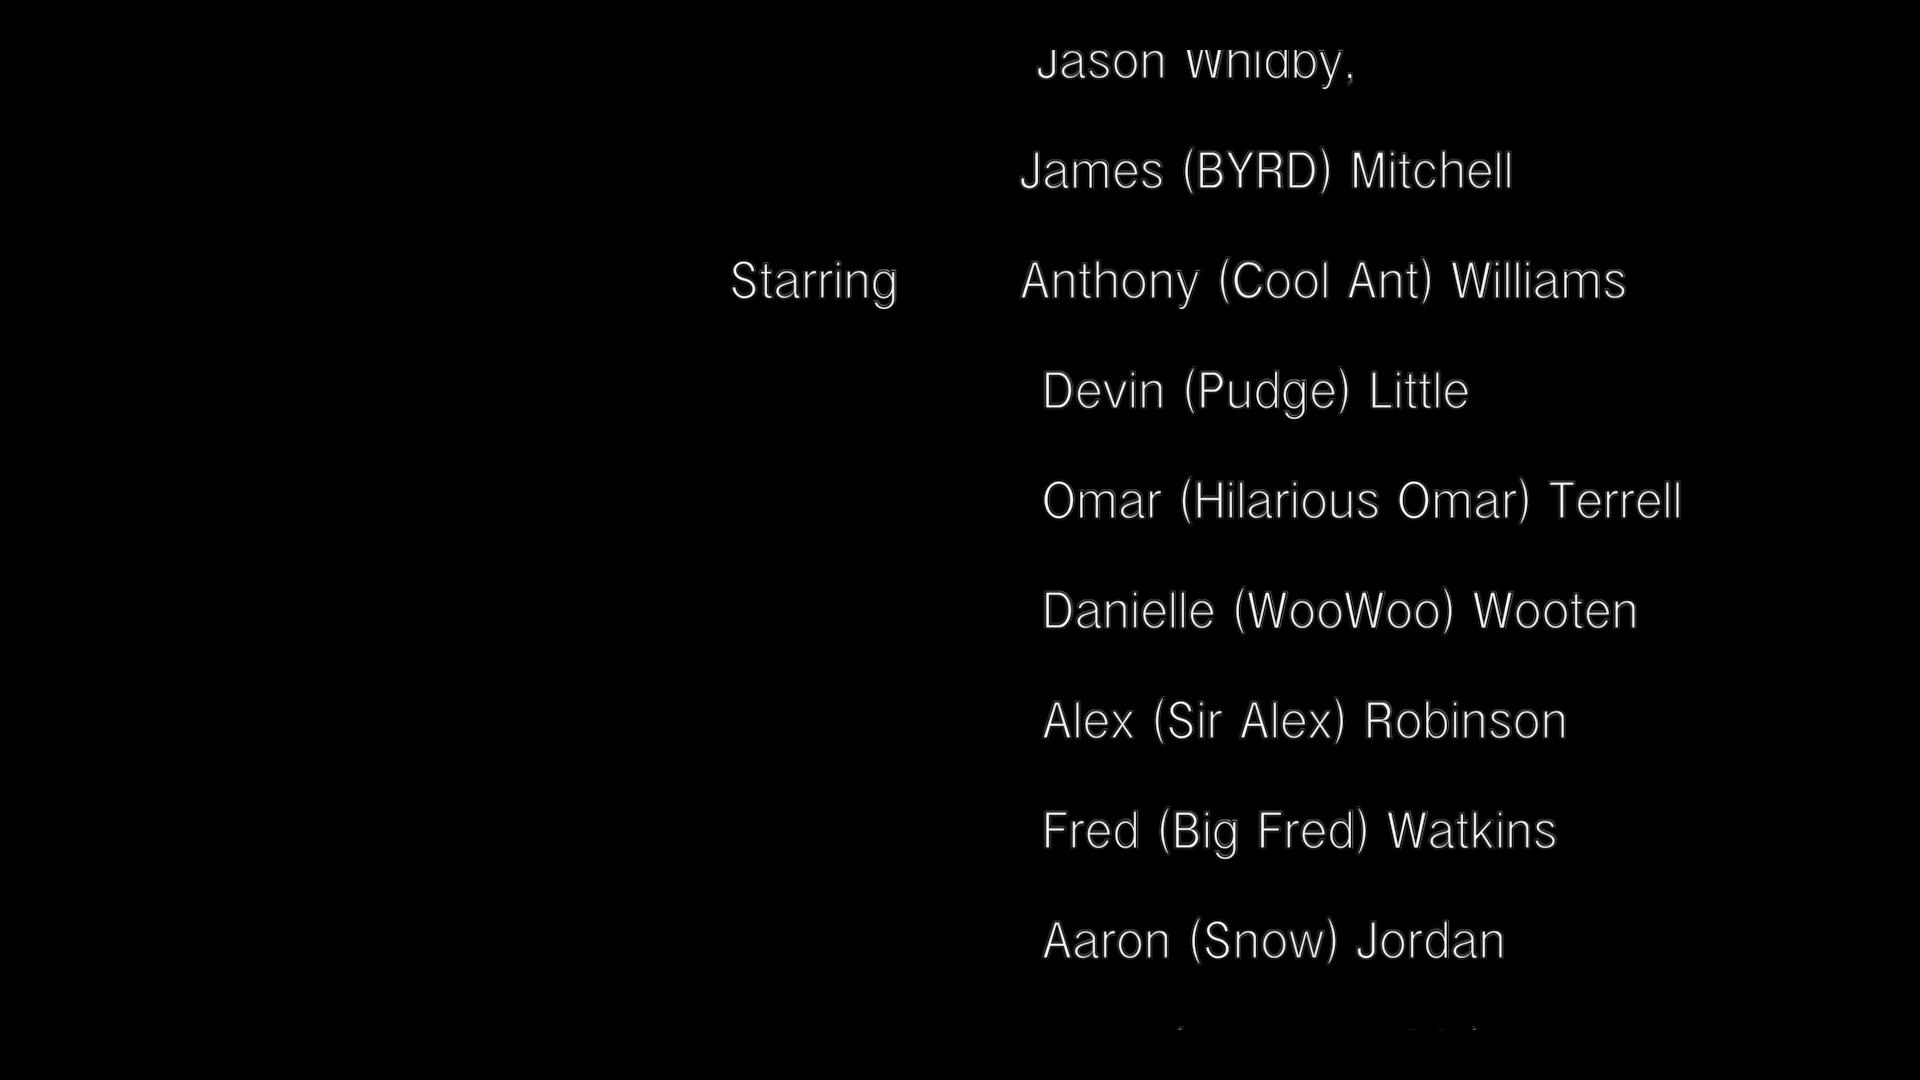 Jason Whidby,
James (BYRD) Mitchell
Starring Anthony (Cool Ant) Williams
Devin (Pudge) Little
Omar (Hilarious Omar) Terrell
Danielle (WooWoo) Wooten
Alex (Sir Alex) Robinson
Fred (Big Fred) Watkins
Aaron (Snow) Jordan